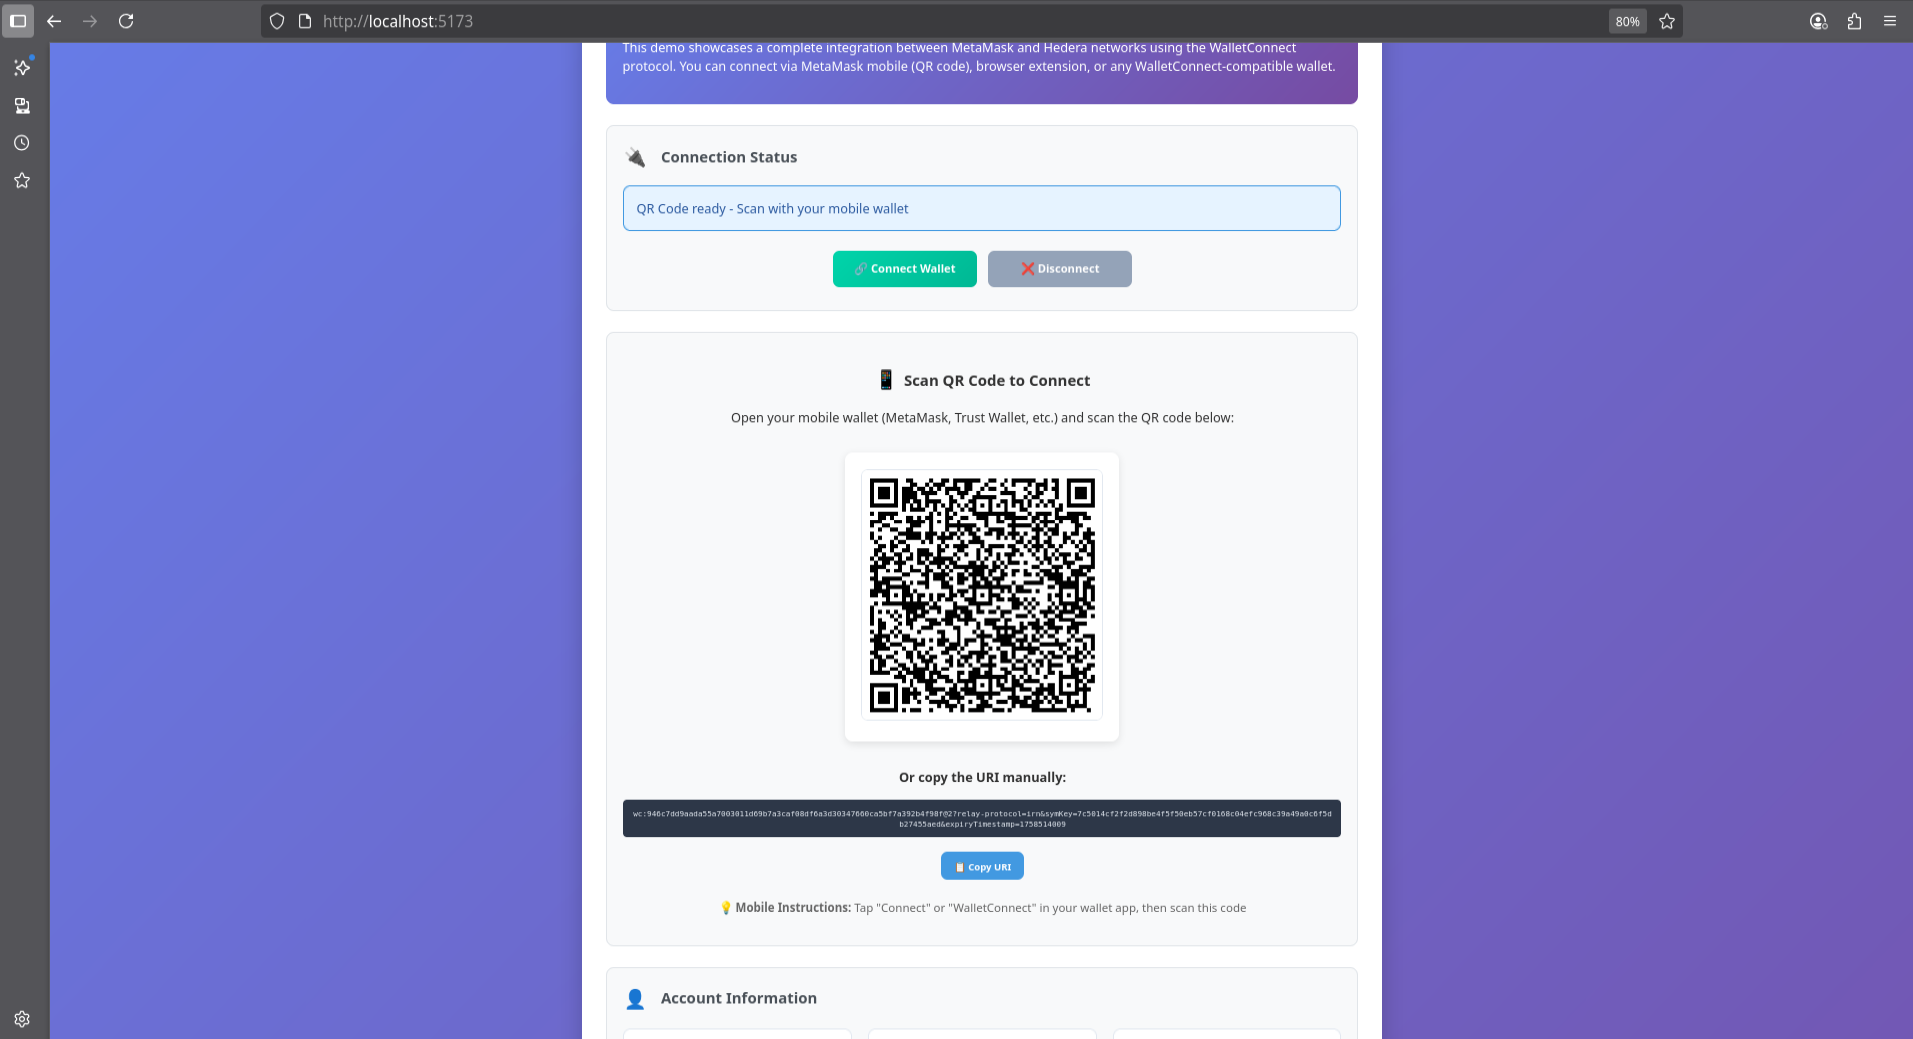 http://localhost:5173
80%
This demo showcases a complete integration between MetaMask and Hedera networks using the WalletConnect
protocol. You can connect via MetaMask mobile (QR code), browser extension, or any WalletConnect-compatible wallet.
Connection Status
QR Code ready - Scan with your mobile wallet
Connect Wallet
Disconnect
Scan QR Code to Connect
Open your mobile wallet (MetaMask, Trust Wallet, etc.) and scan the QR code below:
Or copy the URI manually:
wc:946c7dd9aada55a7003011d69b7a3caf08df6a3d30347660ca5bf7a392b4f98f@2?relay-protocol=irn&symKey=7c5014cf2f2d898be4f5f50eb57cf0168c04efc968c39a49a0c6f5d
b27455aed&expiryTimestamp=1758514009
Copy URI
Mobile Instructions: Tap "Connect" or "WalletConnect" in your wallet app, then scan this code
Account Information